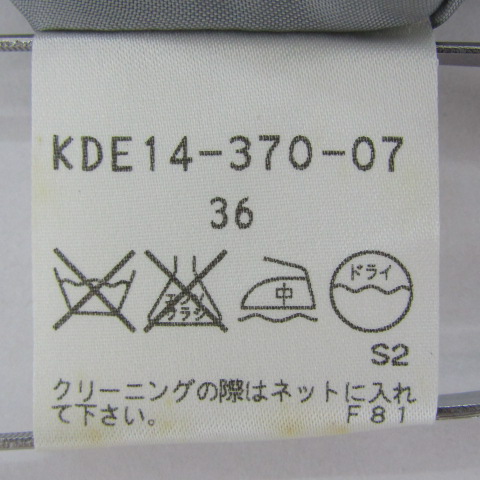 KDE14-370-07
36
エンソ
サラシ
中
ドライ
S2
クリーニングの際はネットに入れ
て下さい。 F81